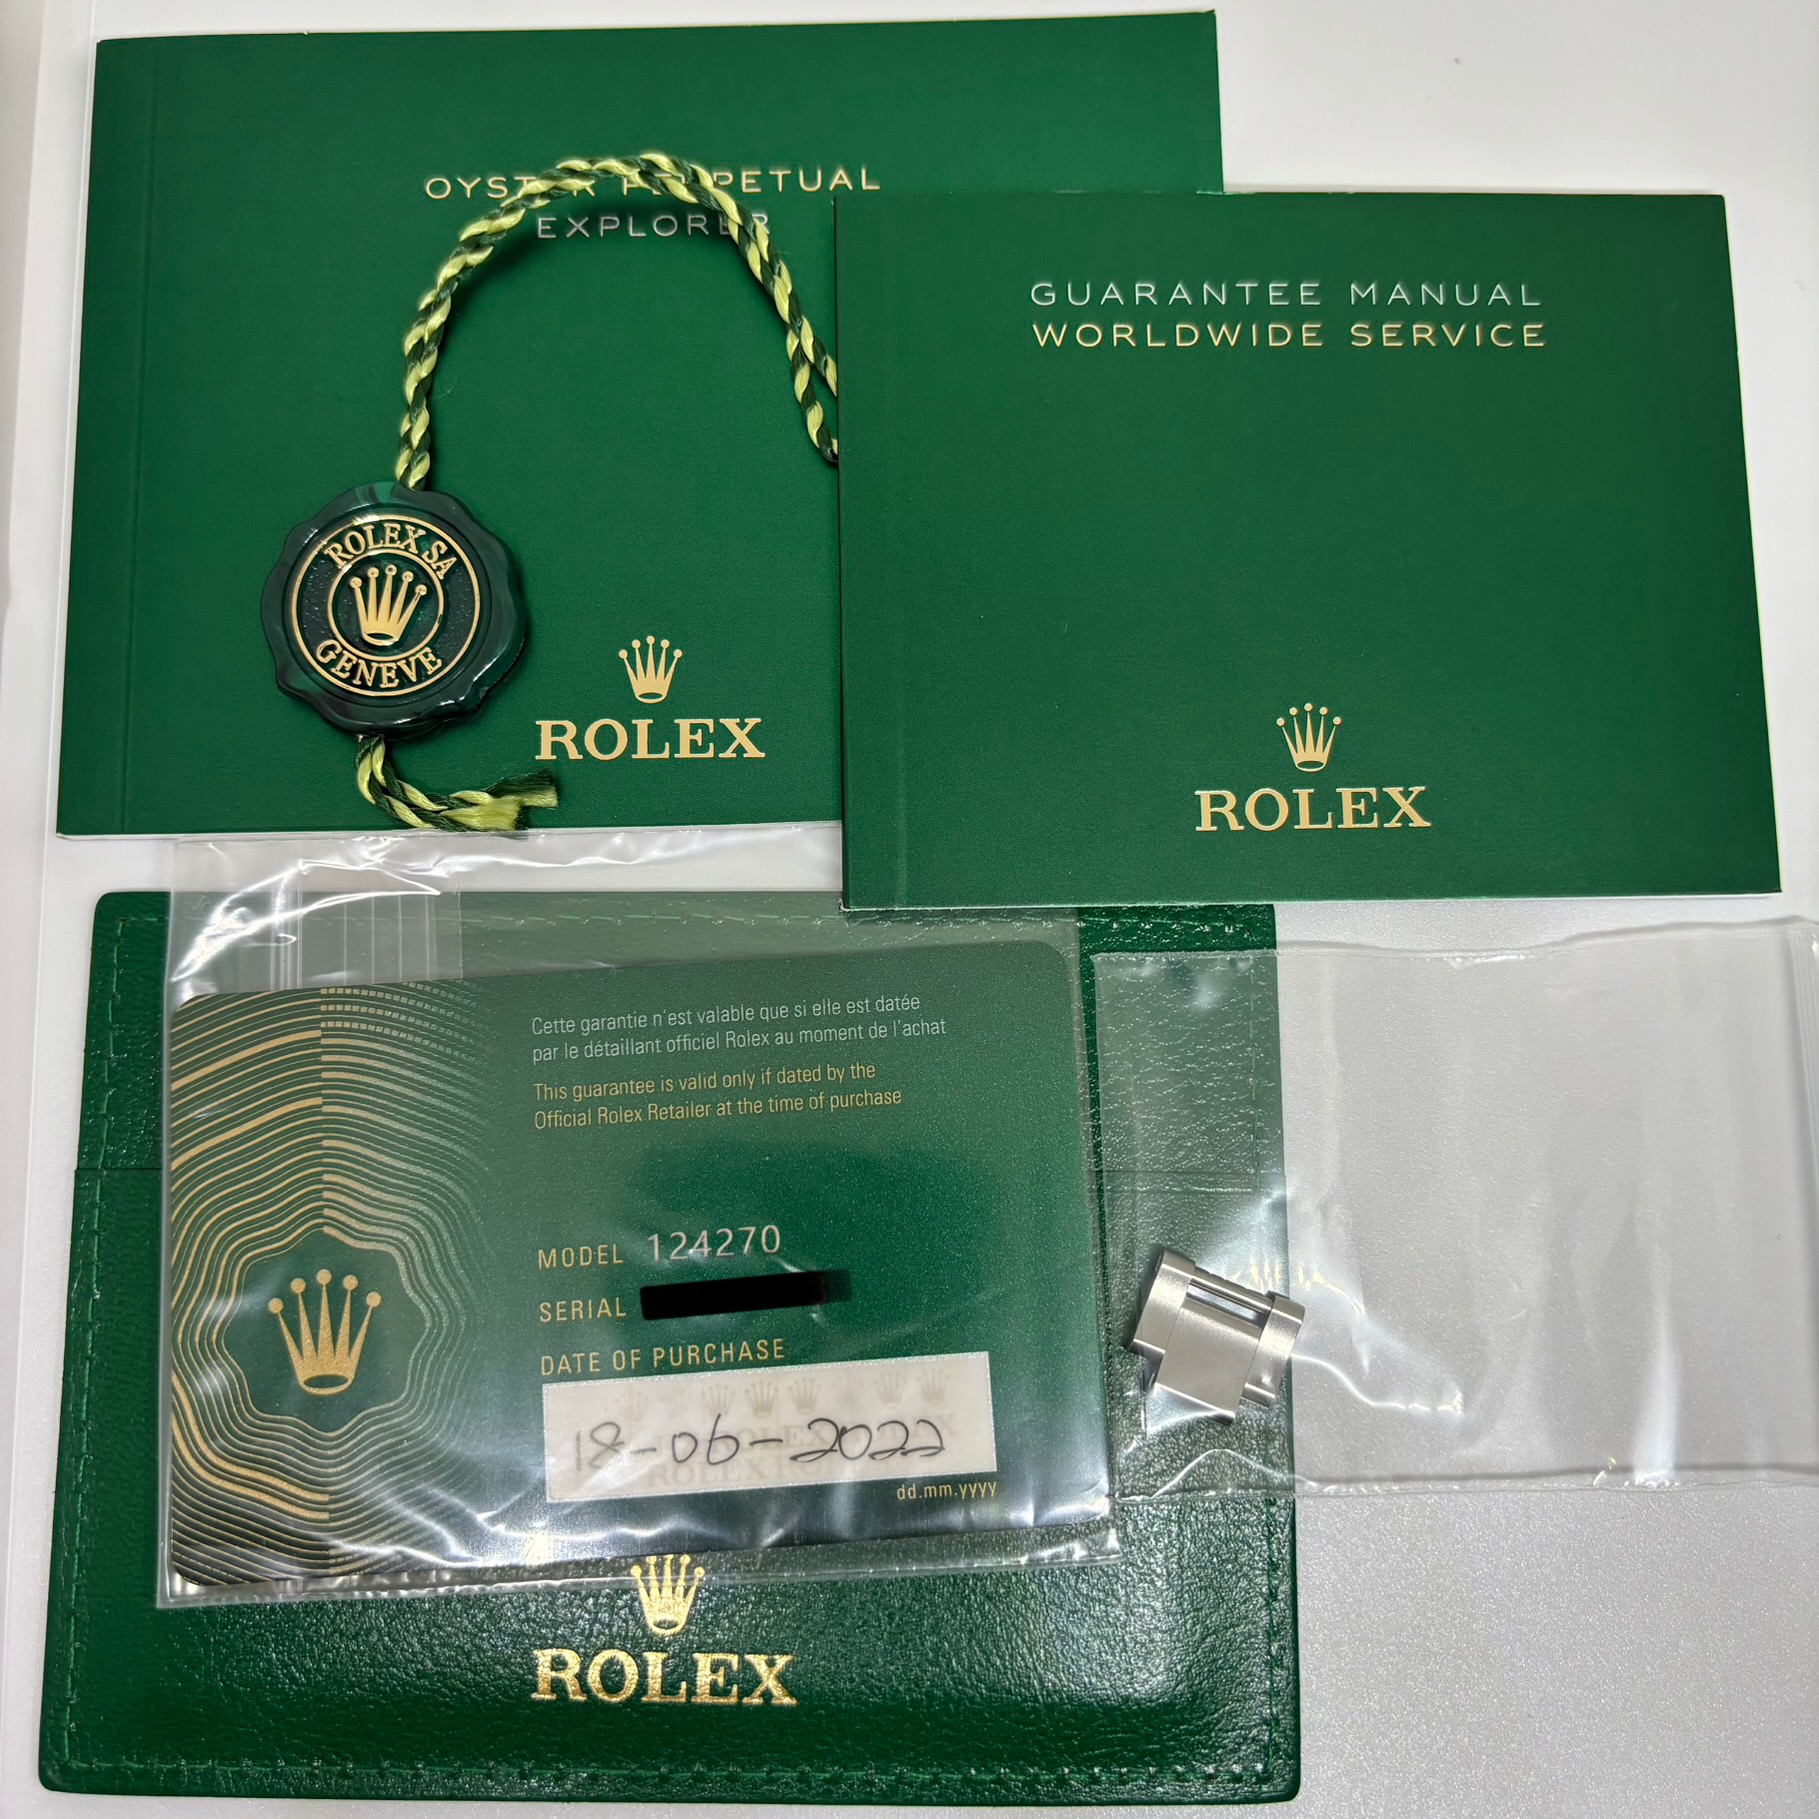 OYSTER PERPETUAL
EXPLORER
ROLEX SA
GENEVE
ROLEX
GUARANTEE MANUAL
WORLDWIDE SERVICE
ROLEX
Cette garantie n'est valable que si elle est datée
par le détaillant officiel Rolex au moment de l'achat
This guarantee is valid only if dated by the
Official Rolex Retailer at the time of purchase
MODEL 124270
SERIAL
DATE OF PURCHASE
18-06-2022
dd.mm.yyyy
ROLEX